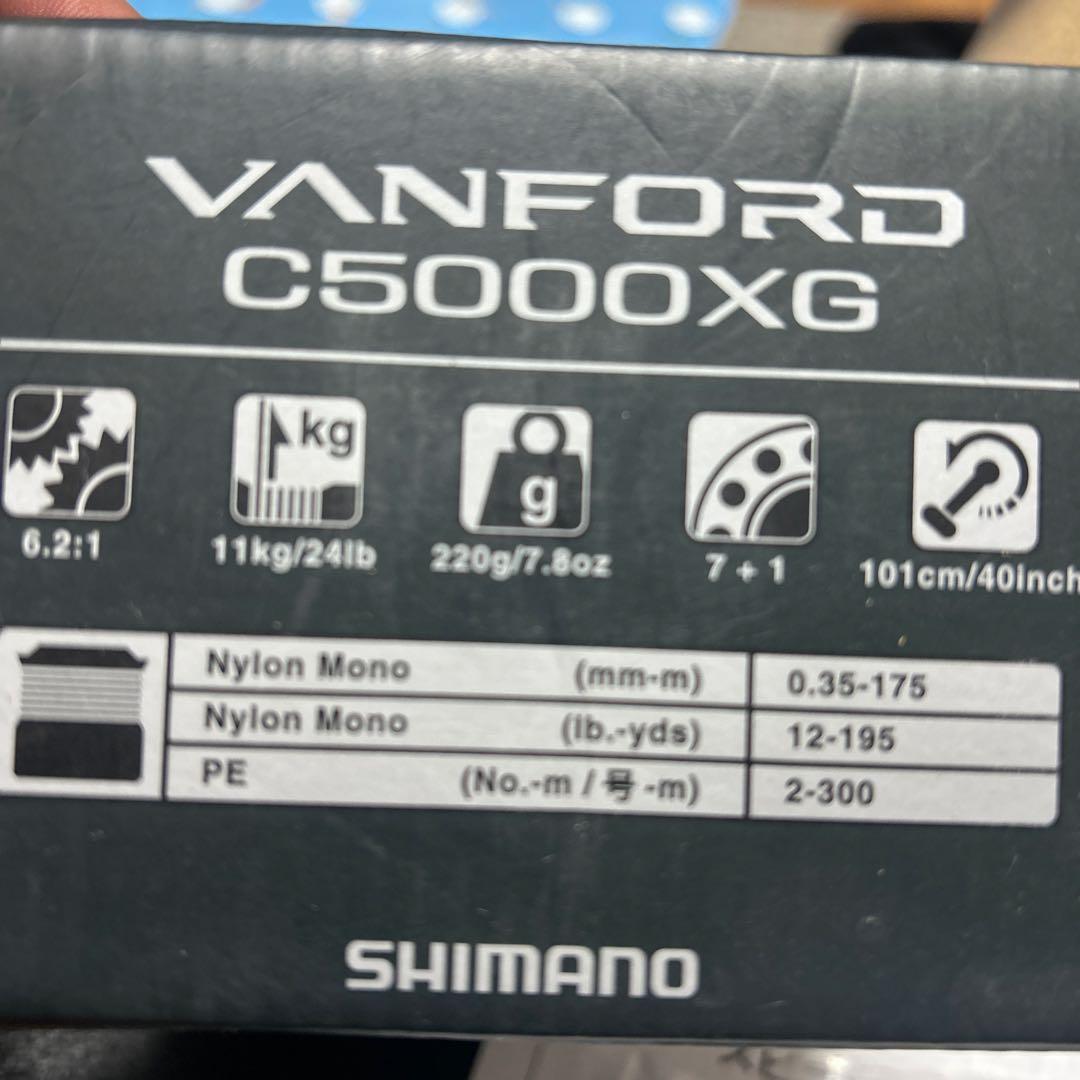 VANFORD
C5000XG
kg
g
6.2:1 11kg/24lb 220g/7.8oz 7+1 101cm/40inch
Nylon Mono (mm-m) 0.35-175
Nylon Mono (lb.-yds) 12-195
PE (No.-m / 号-m) 2-300
SHIMANO